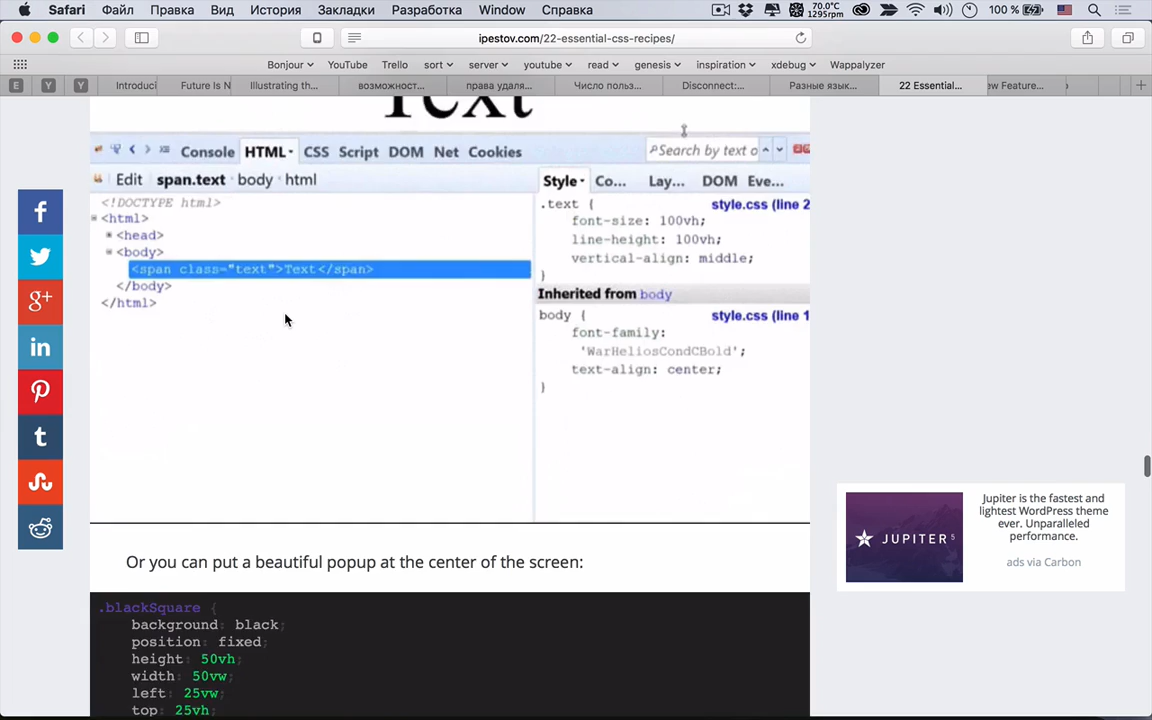 Safari Файл Правка Вид История Закладки Разработка Window Справка 70.0°C 1295rpm 100 %
ipestov.com/22-essential-css-recipes/
Bonjour YouTube Trello sort server youtube read genesis inspiration xdebug Wappalyzer
E Y Y Introduci Future Is N Illustrating th... возможност... права удаля... Число польз... Disconnect:... Разные язык... 22 Essential... ew Feature...
Text
Console HTML CSS Script DOM Net Cookies Search by text o
Edit span.text body html Style Co... Lay... DOM Eve...
<!DOCTYPE html>
<html>
<head>
<body>
<span class="text">Text</span>
</body>
</html>
.text { style.css (line 2
font-size: 100vh;
line-height: 100vh;
vertical-align: middle;
}
Inherited from body
body { style.css (line 1
font-family:
'WarHeliosCondCBold';
text-align: center;
}
Or you can put a beautiful popup at the center of the screen:
.blackSquare {
background: black;
position: fixed;
height: 50vh;
width: 50vw;
left: 25vw;
top: 25vh;
JUPITER 5
Jupiter is the fastest and
lightest WordPress theme
ever. Unparalleled
performance.
ads via Carbon